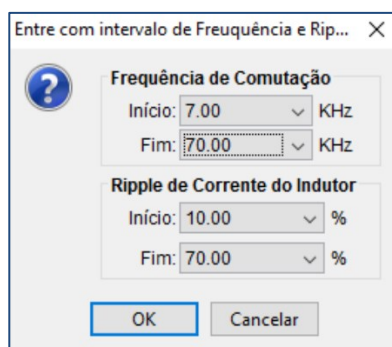 Entre com intervalo de Freuquência e Rip...
Frequência de Comutação
Início: 7.00 KHz
Fim: 70.00 KHz
Ripple de Corrente do Indutor
Início: 10.00 %
Fim: 70.00 %
OK Cancelar